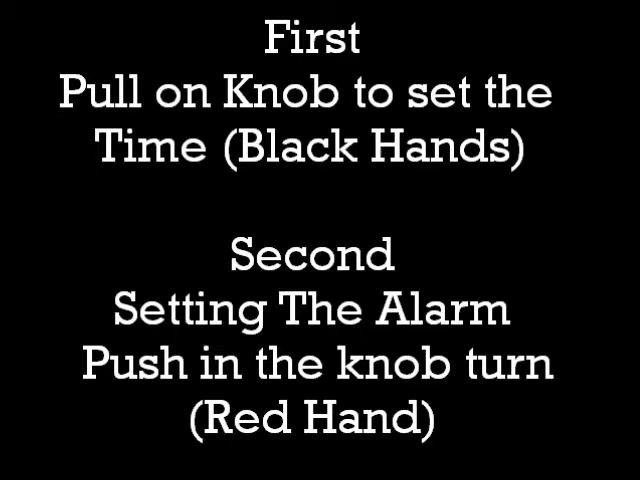 First
Pull on Knob to set the
Time (Black Hands)
Second
Setting The Alarm
Push in the knob turn
(Red Hand)